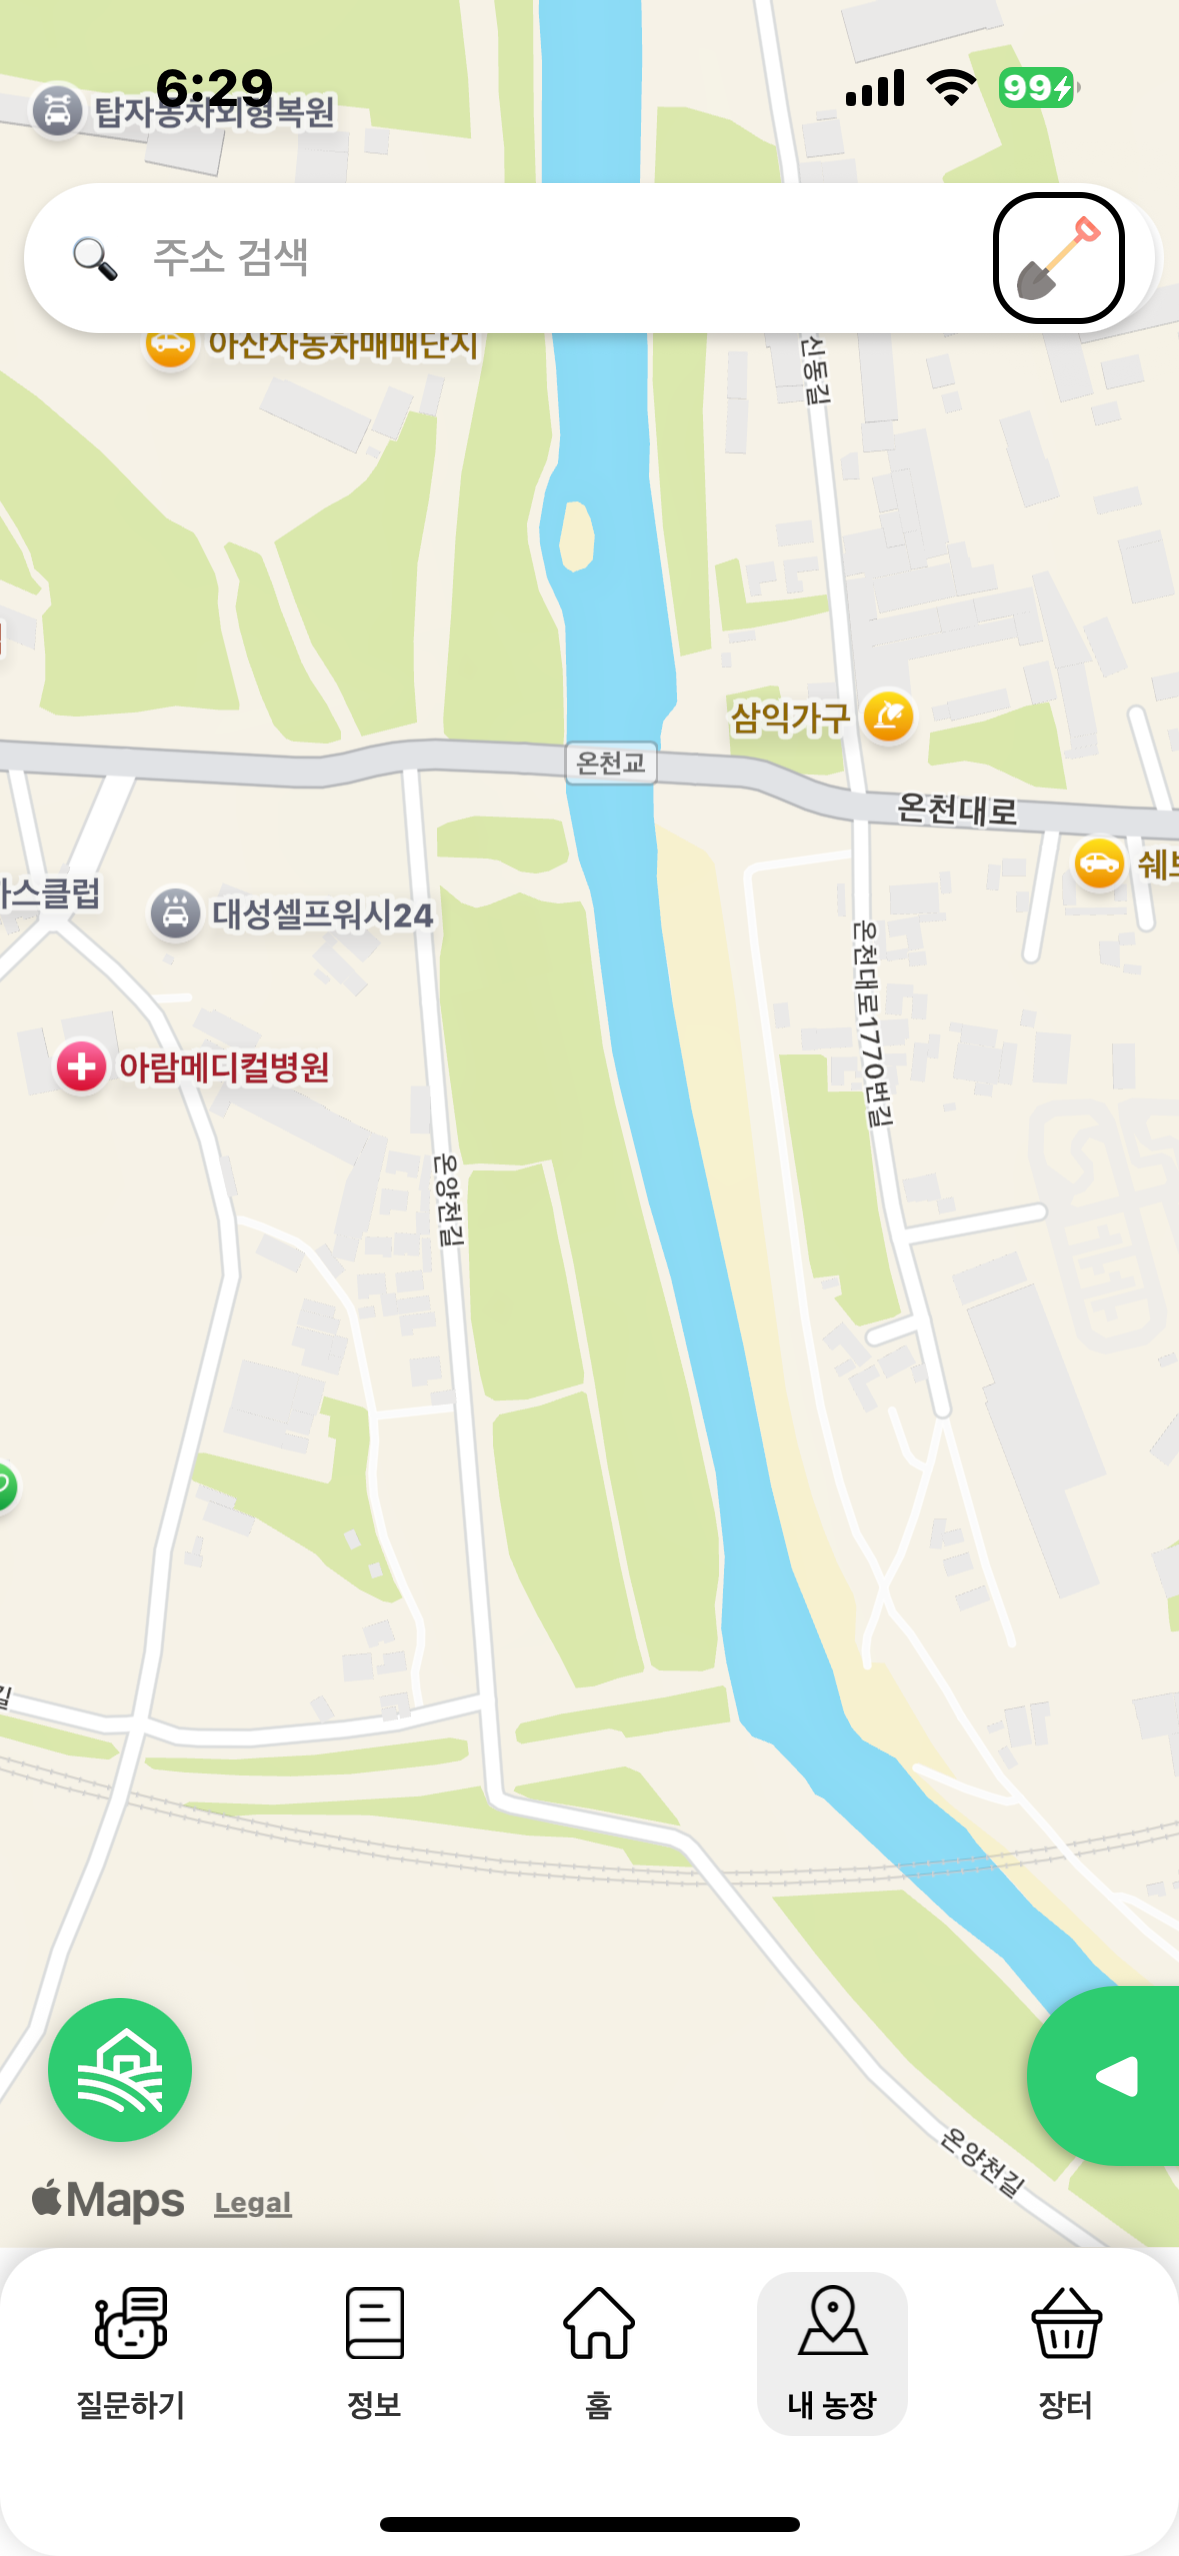 6:29
99
탑자동차외형복원
주소 검색
아산자동차매매단지
신동길
삼익가구
온천교
온천대로
쉐보
카스클럽
대성셀프워시24
온천대로1770번길
아람메디컬병원
온양천길
길
온양천길
Maps Legal
질문하기
정보
홈
내 농장
장터